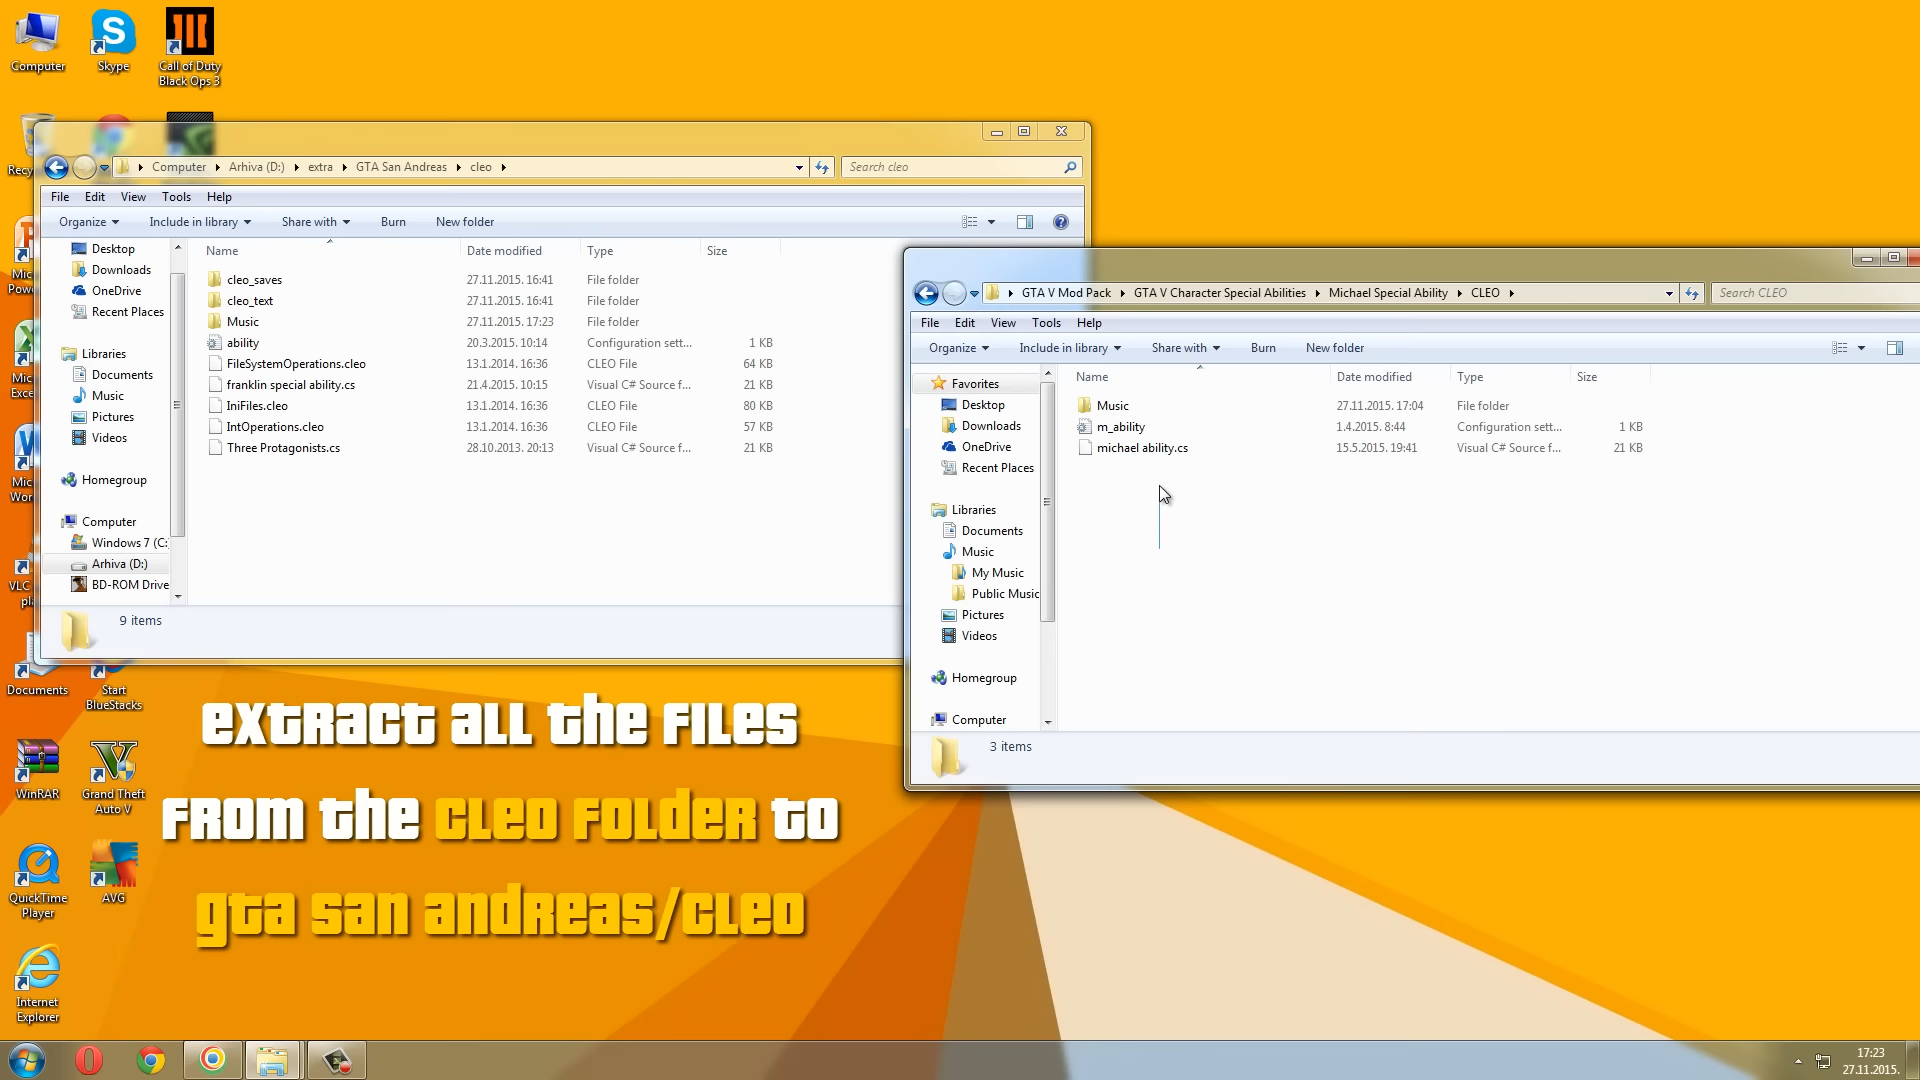 Computer
Skype
Call of Duty
Black Ops 3
Computer Arhiva (D:) extra GTA San Andreas cleo
Search cleo
File Edit View Tools Help
Organize Include in library Share with Burn New folder
Desktop
Downloads
OneDrive
Recent Places
Libraries
Documents
Music
Pictures
Videos
Homegroup
Computer
Windows 7 (C:
Arhiva (D:)
BD-ROM Drive
Name Date modified Type Size
cleo_saves 27.11.2015. 16:41 File folder
cleo_text 27.11.2015. 16:41 File folder
Music 27.11.2015. 17:23 File folder
ability 20.3.2015. 10:14 Configuration sett... 1 KB
FileSystemOperations.cleo 13.1.2014. 16:36 CLEO File 64 KB
franklin special ability.cs 21.4.2015. 10:15 Visual C# Source f... 21 KB
IniFiles.cleo 13.1.2014. 16:36 CLEO File 80 KB
IntOperations.cleo 13.1.2014. 16:36 CLEO File 57 KB
Three Protagonists.cs 28.10.2013. 20:13 Visual C# Source f... 21 KB
9 items
GTA V Mod Pack GTA V Character Special Abilities Michael Special Ability CLEO
Search CLEO
File Edit View Tools Help
Organize Include in library Share with Burn New folder
Favorites
Desktop
Downloads
OneDrive
Recent Places
Libraries
Documents
Music
My Music
Public Music
Pictures
Videos
Homegroup
Computer
Name Date modified Type Size
Music 27.11.2015. 17:04 File folder
m_ability 1.4.2015. 8:44 Configuration sett... 1 KB
michael ability.cs 15.5.2015. 19:41 Visual C# Source f... 21 KB
3 items
Documents
Start
BlueStacks
WinRAR
Grand Theft
Auto V
QuickTime
Player
AVG
Internet
Explorer
extract all the files
from the cleo folder to
gta san andreas/cleo
17:23
27.11.2015.